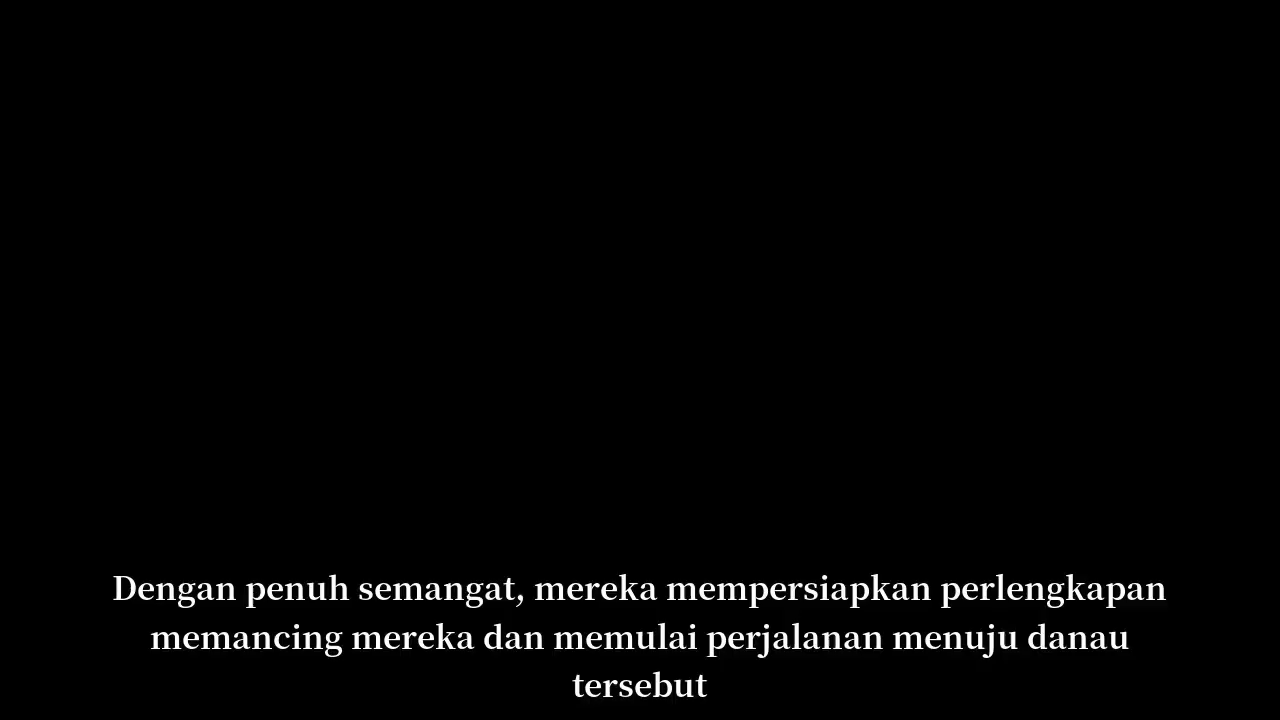 Dengan penuh semangat, mereka mempersiapkan perlengkapan
memancing mereka dan memulai perjalanan menuju danau
tersebut